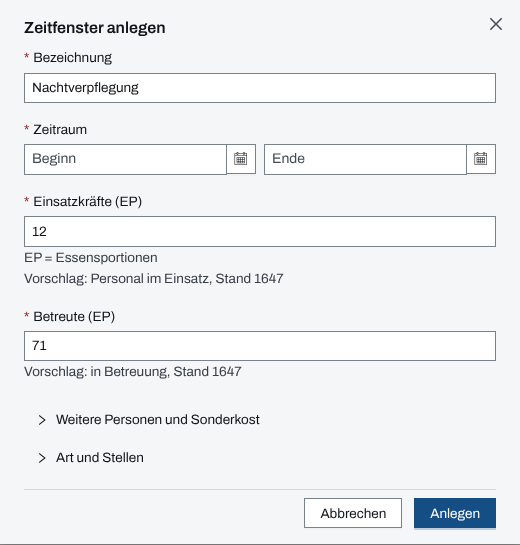 Zeitfenster anlegen
* Bezeichnung
Nachtverpflegung
* Zeitraum
Beginn Ende
* Einsatzkräfte (EP)
12
EP = Essensportionen
Vorschlag: Personal im Einsatz, Stand 1647
* Betreute (EP)
71
Vorschlag: in Betreuung, Stand 1647
Weitere Personen und Sonderkost
Art und Stellen
Abbrechen Anlegen